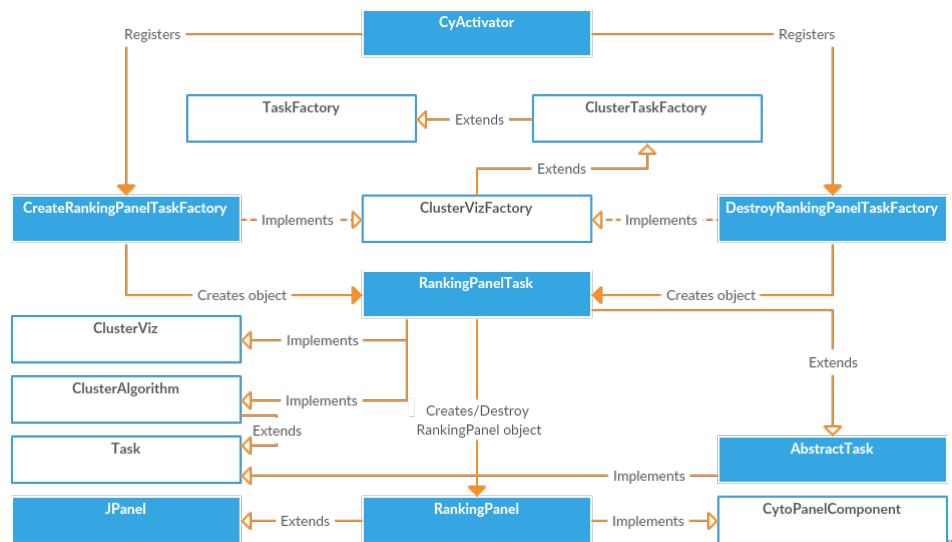 CyActivator
Registers
Registers
TaskFactory
ClusterTaskFactory
Extends
Extends
CreateRankingPanelTaskFactory
ClusterVizFactory
DestroyRankingPanelTaskFactory
Implements
Implements
RankingPanelTask
Creates object
Creates object
ClusterViz
Implements
Extends
ClusterAlgorithm
Implements
Creates/Destroy
RankingPanel object
Extends
Task
AbstractTask
Implements
JPanel
RankingPanel
CytoPanelComponent
Extends
Implements